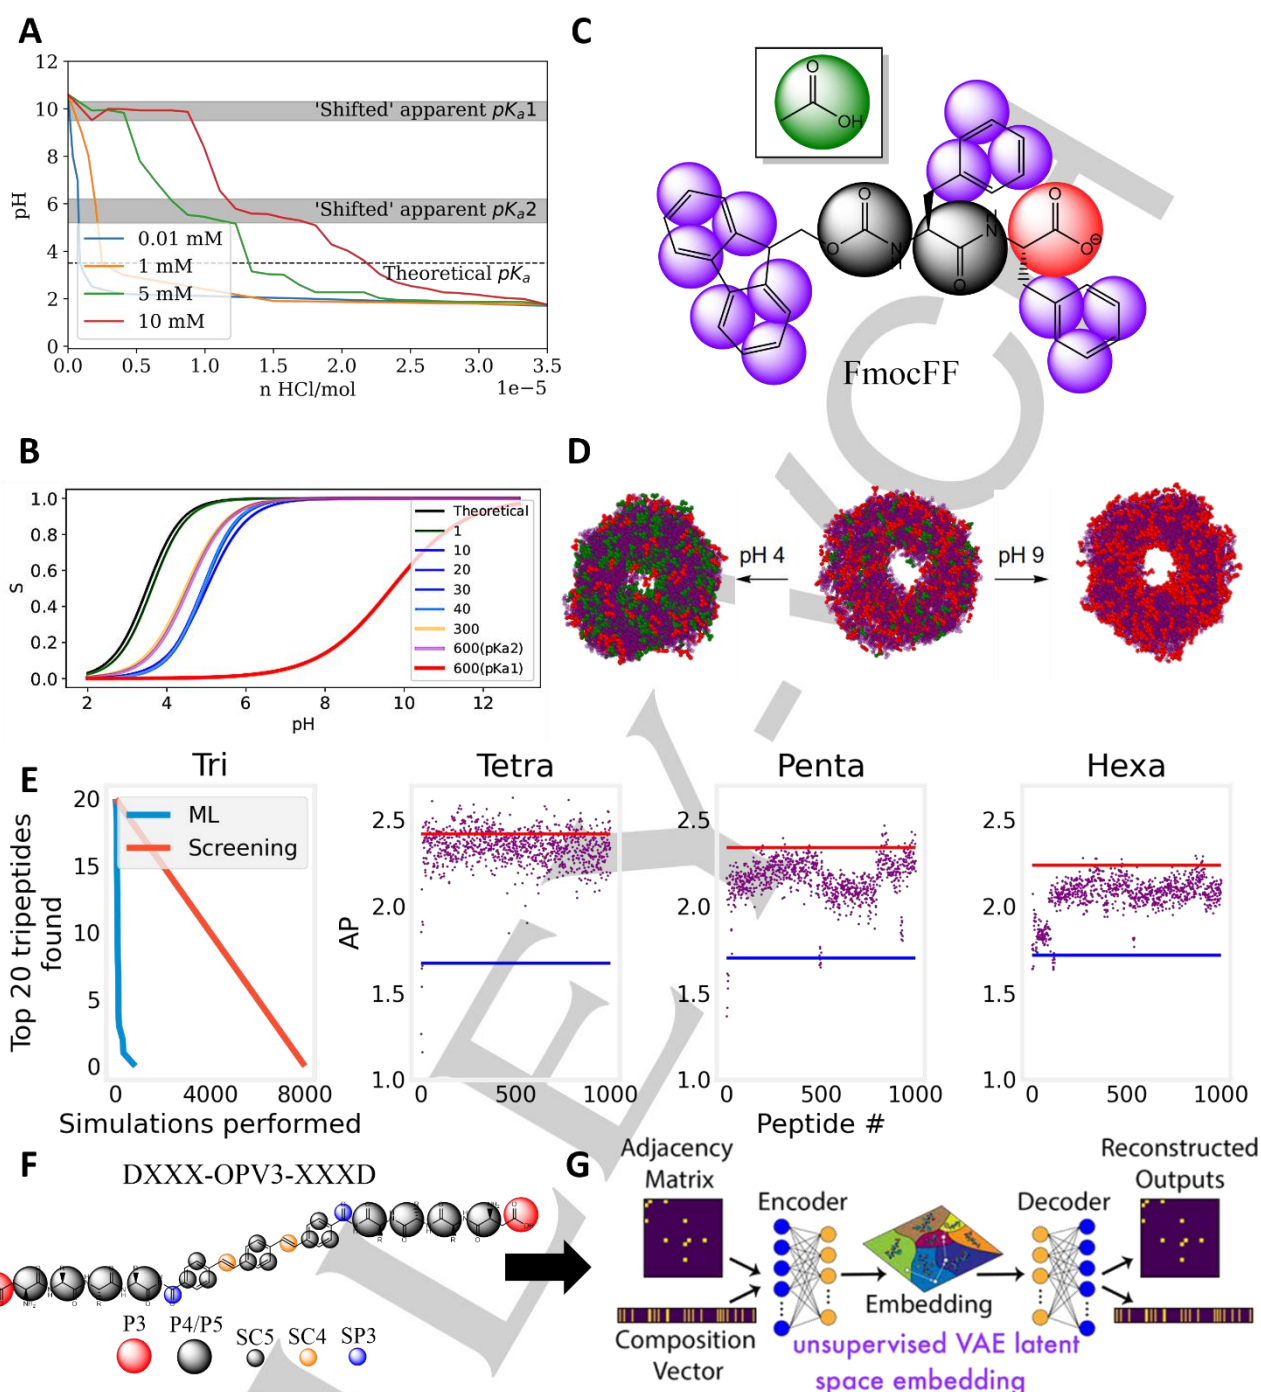 A
12
10
8
6
4
2
0
pH
'Shifted' apparent pKa1
'Shifted' apparent pKa2
Theoretical pKa
0.01 mM
1 mM
5 mM
10 mM
0.0 0.5 1.0 1.5 2.0 2.5 3.0 3.5
1e−5
n HCl/mol
C
O
OH
O
O
N
H
O
H
N
O
O
⊖
FmocFF
B
1.0
0.8
0.6
0.4
0.2
0.0
S
Theoretical
1
10
20
30
40
300
600(pKa2)
600(pKa1)
2 4 6 8 10 12
pH
D
pH 4
pH 9
E
Tri
Top 20 tripeptides
found
20
15
10
5
0
ML
Screening
0 4000 8000
Simulations performed
Tetra
AP
2.5
2.0
1.5
1.0
0 500 1000
Penta
2.5
2.0
1.5
1.0
0 500 1000
Peptide #
Hexa
2.5
2.0
1.5
1.0
0 500 1000
F
DXXX-OPV3-XXXD
P3 P4/P5 SC5 SC4 SP3
G
Adjacency
Matrix
Encoder
Embedding
Decoder
Reconstructed
Outputs
Composition
Vector
unsupervised VAE latent
space embedding